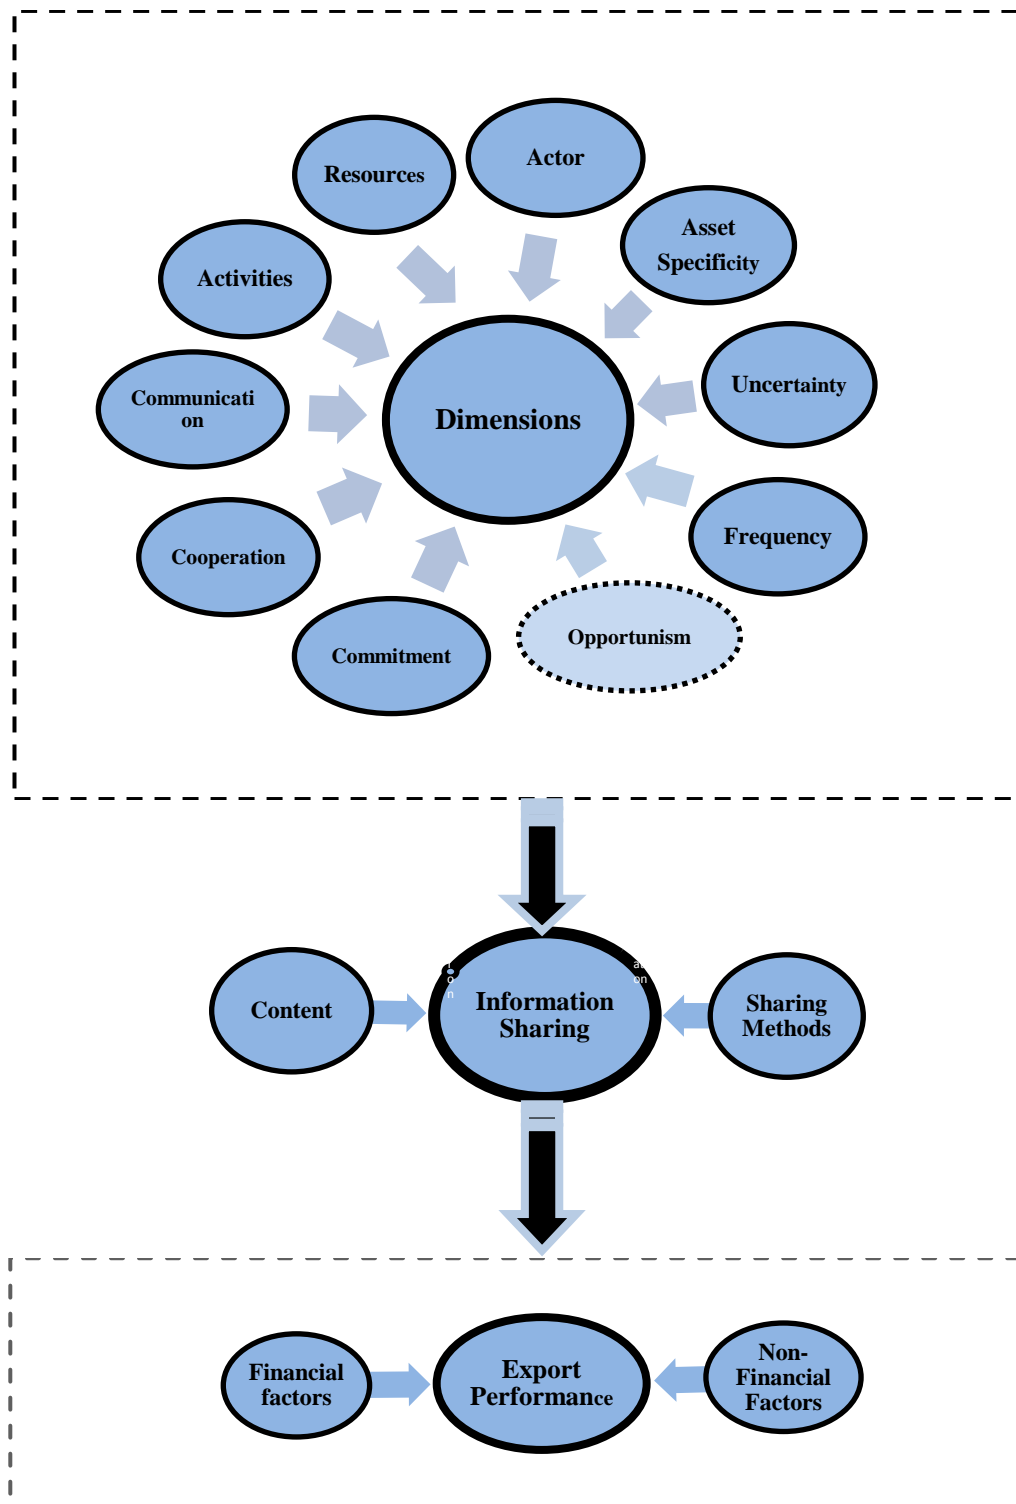 Actor
Resources
Asset
Specificity
Activities
Uncertainty
Communicati
on
Dimensions
Frequency
Cooperation
Opportunism
Commitment
Content
Information
Sharing
on
Sharing
Methods
Financial
factors
Export
Performance
Non-
Financial
Factors